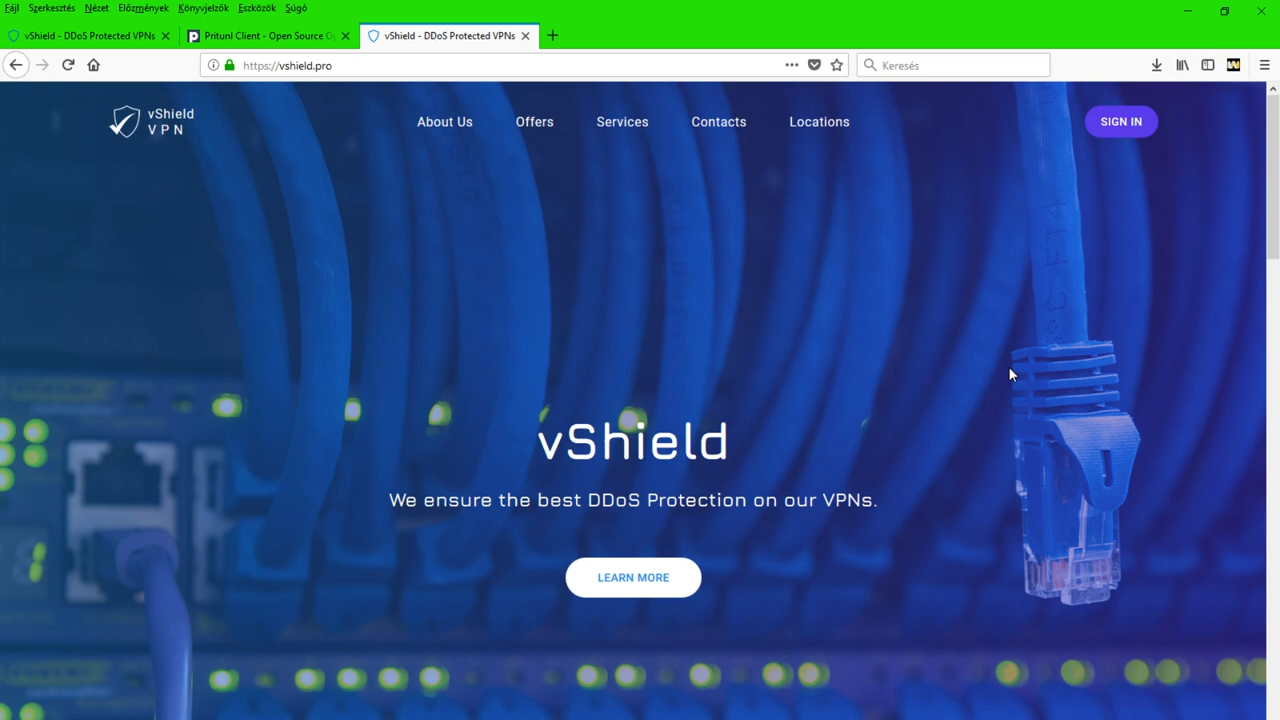 Fájl Szerkesztés Nézet Előzmények Könyvjelzők Eszközök Súgó
vShield - DDoS Protected VPNs Pritunl Client - Open Source Op vShield - DDoS Protected VPNs
https://vshield.pro Keresés
vShield
VPN
About Us Offers Services Contacts Locations SIGN IN
vShield
We ensure the best DDoS Protection on our VPNs.
LEARN MORE